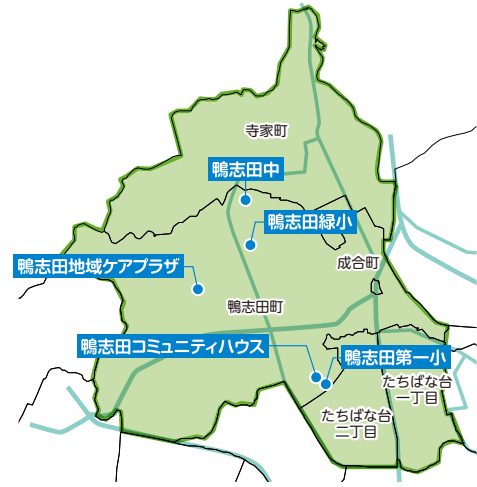 寺家町
鴨志田中
鴨志田緑小
成合町
鴨志田地域ケアプラザ
鴨志田町
鴨志田コミュニティハウス
鴨志田第一小
たちばな台
一丁目
たちばな台
二丁目